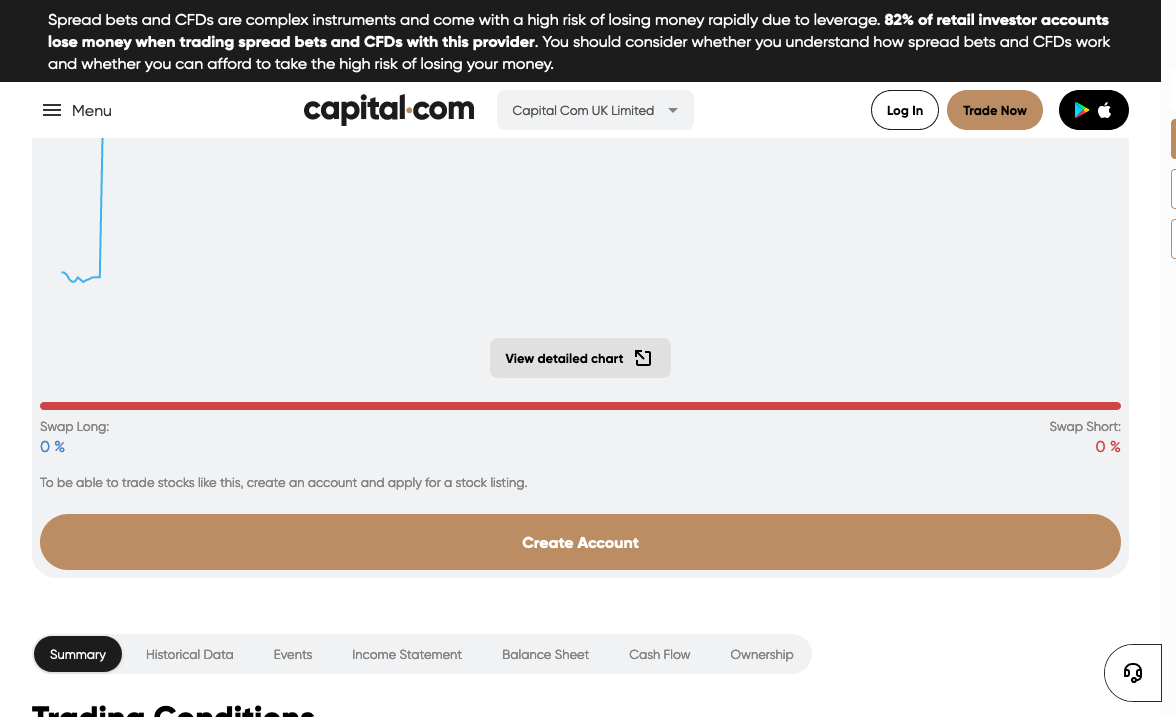 Spread bets and CFDs are complex instruments and come with a high risk of losing money rapidly due to leverage. 82% of retail investor accounts
lose money when trading spread bets and CFDs with this provider. You should consider whether you understand how spread bets and CFDs work
and whether you can afford to take the high risk of losing your money.
Menu
capital.com
Capital Com UK Limited
Log In
Trade Now
View detailed chart
Swap Long:
Swap Short:
0 %
0 %
To be able to trade stocks like this, create an account and apply for a stock listing.
Create Account
Summary
Historical Data
Events
Income Statement
Balance Sheet
Cash Flow
Ownership
Trading Conditions